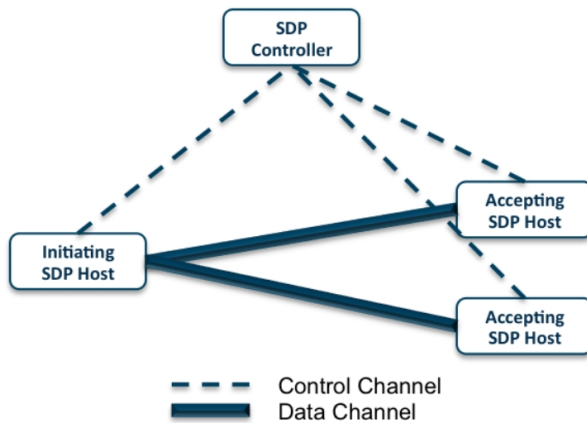 SDP
Controller
Accepting
SDP Host
Initiating
SDP Host
Accepting
SDP Host
Control Channel
Data Channel